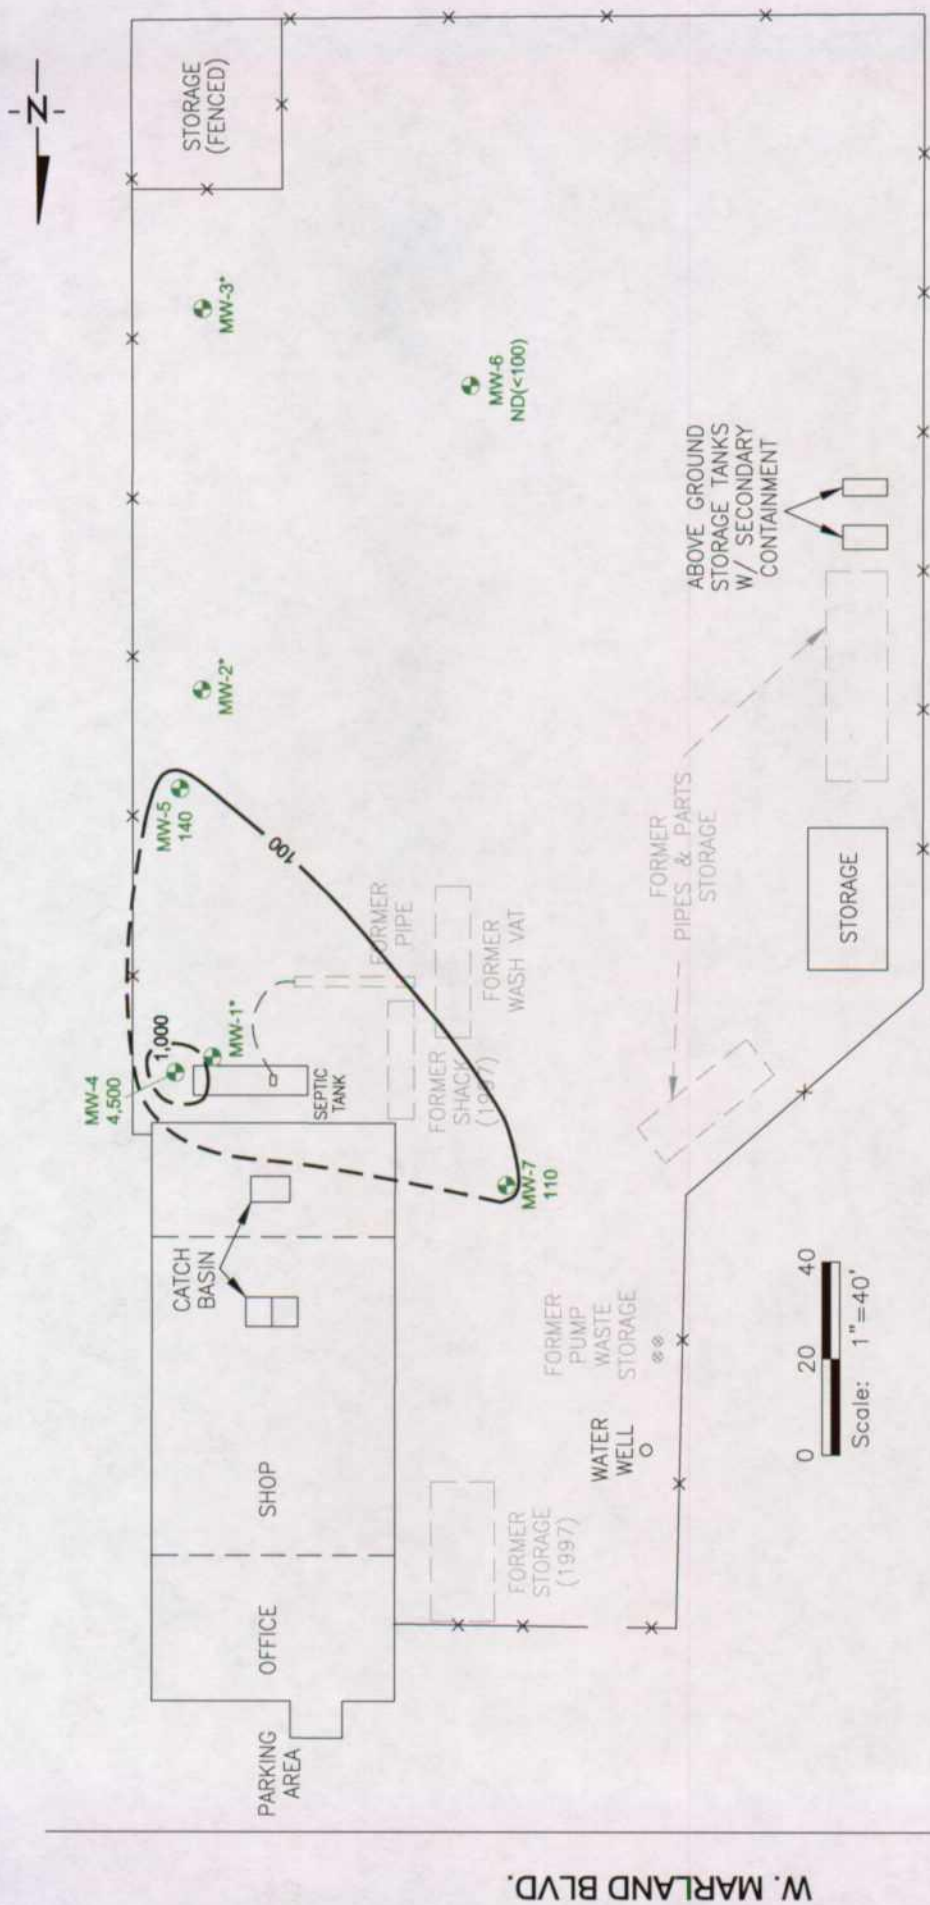 N
STORAGE
(FENCED)
MW-3*
MW-6
ND(<100)
ABOVE GROUND
STORAGE TANKS
W/ SECONDARY
CONTAINMENT
MW-2*
MW-5
140
100
FORMER
PIPES & PARTS
STORAGE
STORAGE
FORMER
PIPE
FORMER
WASH VAT
1,000
MW-1*
MW-4
4,500
SEPTIC
TANK
FORMER
SHACK
(1997)
MW-7
110
CATCH
BASIN
FORMER
PUMP
WASTE
STORAGE
WATER
WELL
SHOP
FORMER
STORAGE
(1997)
OFFICE
PARKING
AREA
0 20 40
Scale: 1"=40'
W. MARLAND BLVD.